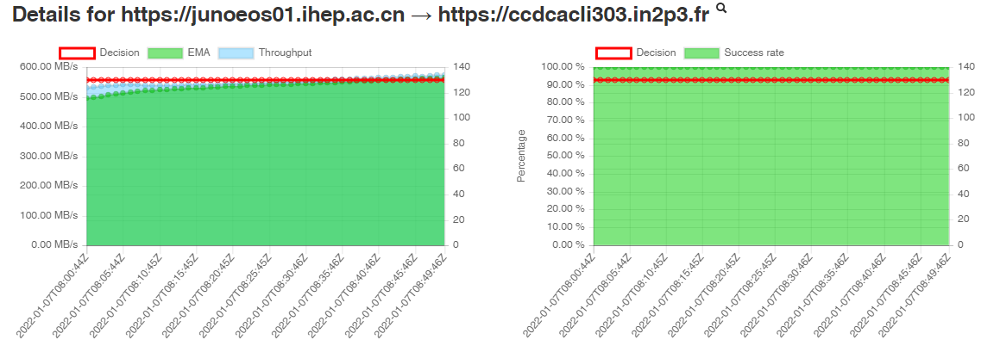 Details for https://junoeos01.ihep.ac.cn → https://ccdcacli303.in2p3.fr
Decision EMA Throughput
600.00 MB/s
500.00 MB/s
400.00 MB/s
300.00 MB/s
200.00 MB/s
100.00 MB/s
0.00 MB/s
140
120
100
80
60
40
20
0
2022-01-07T08:00:44Z
2022-01-07T08:05:44Z
2022-01-07T08:10:45Z
2022-01-07T08:15:45Z
2022-01-07T08:20:45Z
2022-01-07T08:25:45Z
2022-01-07T08:30:46Z
2022-01-07T08:35:46Z
2022-01-07T08:40:46Z
2022-01-07T08:45:46Z
2022-01-07T08:49:46Z
Decision Success rate
Percentage
100.00 %
90.00 %
80.00 %
70.00 %
60.00 %
50.00 %
40.00 %
30.00 %
20.00 %
10.00 %
0.00 %
140
120
100
80
60
40
20
0
2022-01-07T08:00:44Z
2022-01-07T08:05:44Z
2022-01-07T08:10:45Z
2022-01-07T08:15:45Z
2022-01-07T08:20:45Z
2022-01-07T08:25:45Z
2022-01-07T08:30:46Z
2022-01-07T08:35:46Z
2022-01-07T08:40:46Z
2022-01-07T08:45:46Z
2022-01-07T08:49:46Z